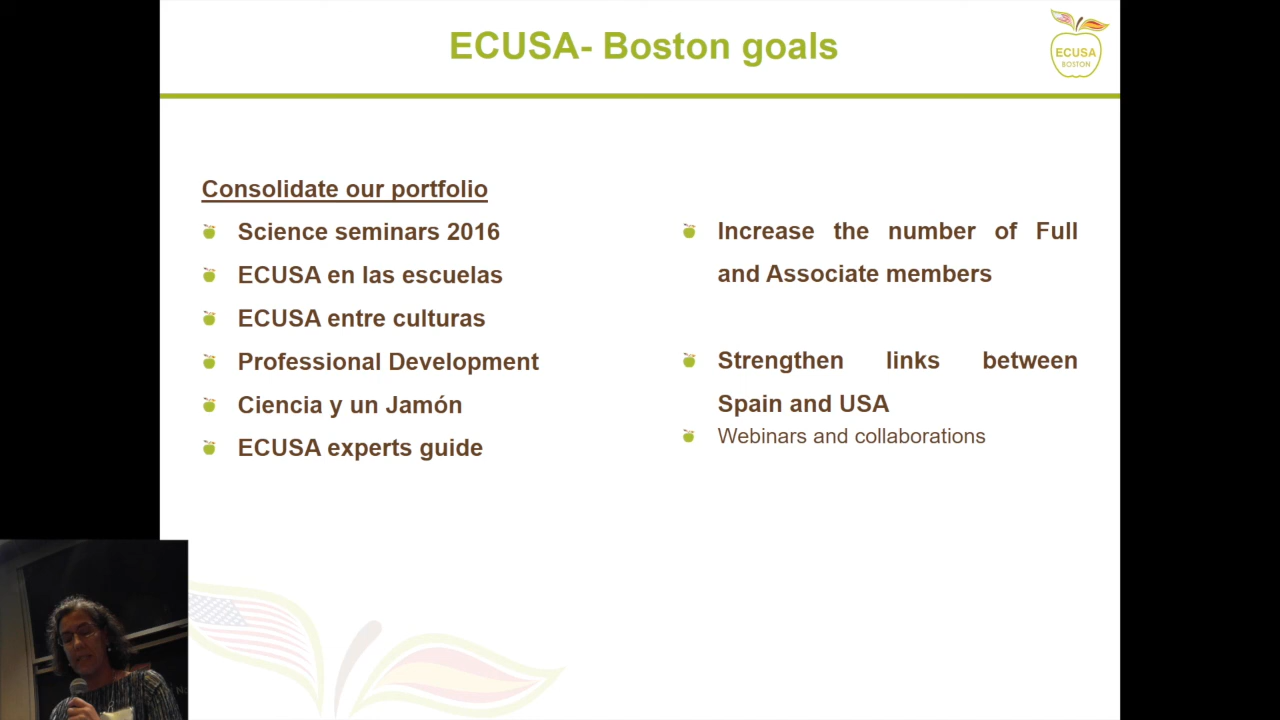 ECUSA- Boston goals
ECUSA
BOSTON
Consolidate our portfolio
Science seminars 2016
ECUSA en las escuelas
ECUSA entre culturas
Professional Development
Ciencia y un Jamón
ECUSA experts guide
Increase the number of Full
and Associate members
Strengthen links between
Spain and USA
Webinars and collaborations